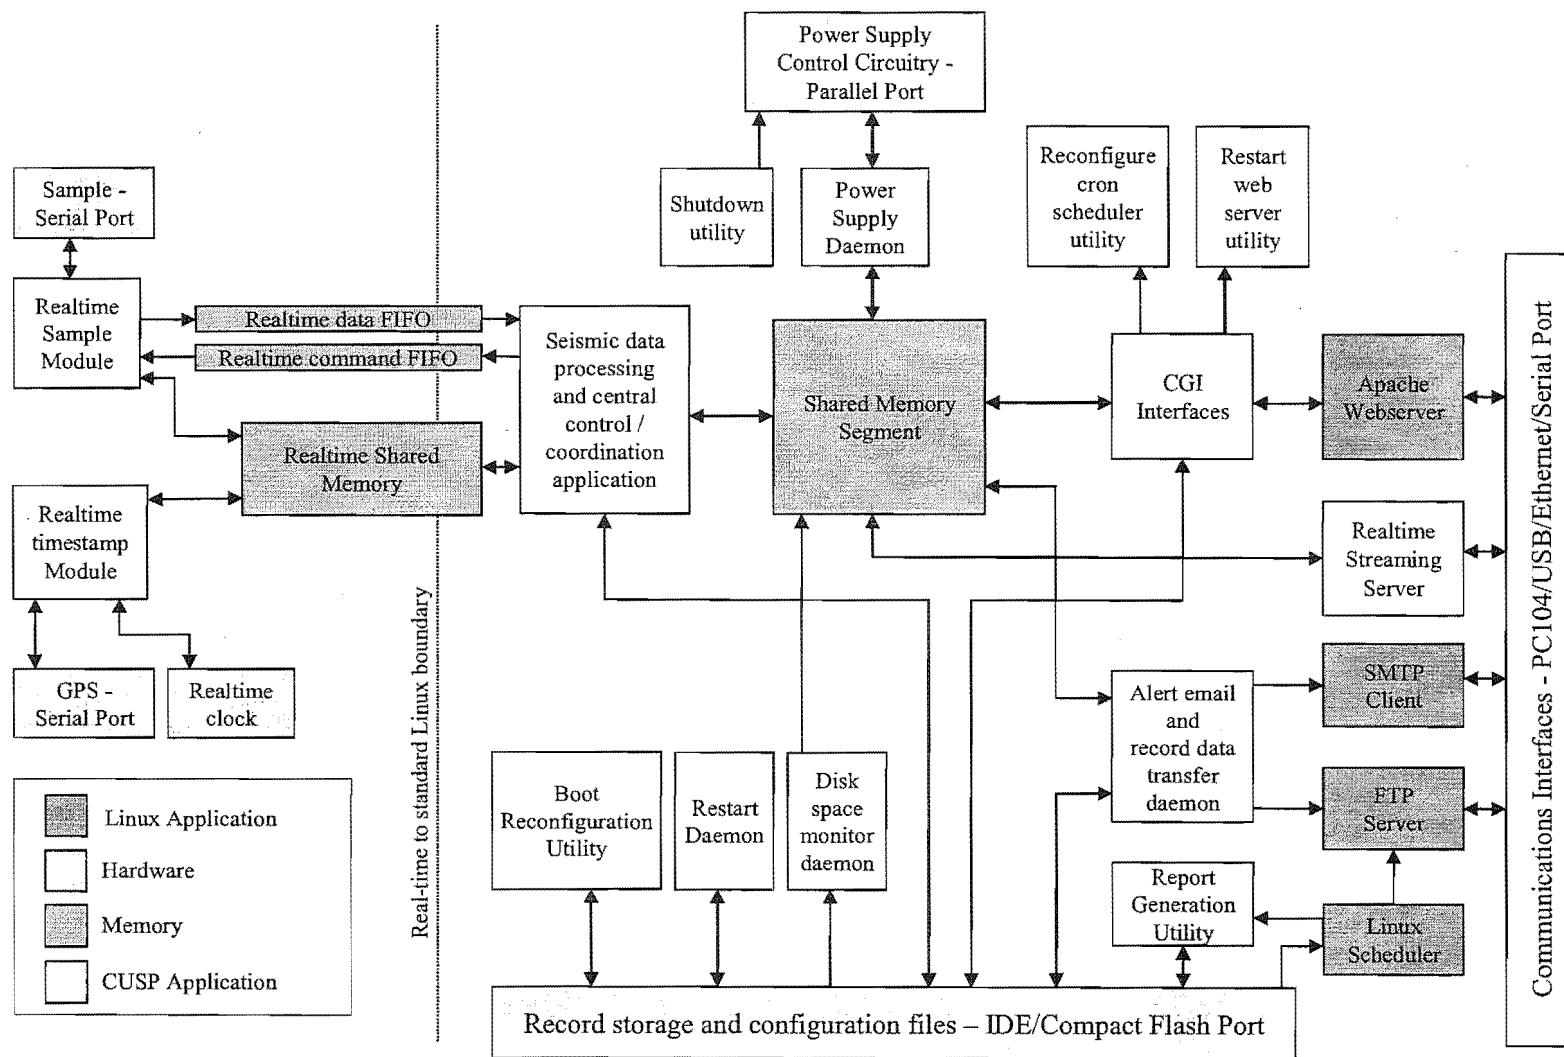 Power Supply
Control Circuitry -
Parallel Port
Sample -
Serial Port
Shutdown
utility
Power
Supply
Daemon
Reconfigure
cron
scheduler
utility
Restart
web
server
utility
Realtime
Sample
Module
Realtime data FIFO
Realtime command FIFO
Seismic data
processing
and central
control /
coordination
application
Shared Memory
Segment
CGI
Interfaces
Apache
Webserver
Realtime Shared
Memory
Realtime
timestamp
Module
Realtime
Streaming
Server
GPS -
Serial Port
Realtime
clock
Real-time to standard Linux boundary
Alert email
and
record data
transfer
daemon
SMTP
Client
FTP
Server
Communications Interfaces - PC104/USB/Ethernet/Serial Port
Boot
Reconfiguration
Utility
Restart
Daemon
Disk
space
monitor
daemon
Report
Generation
Utility
Linux
Scheduler
Linux Application
Hardware
Memory
CUSP Application
Record storage and configuration files – IDE/Compact Flash Port